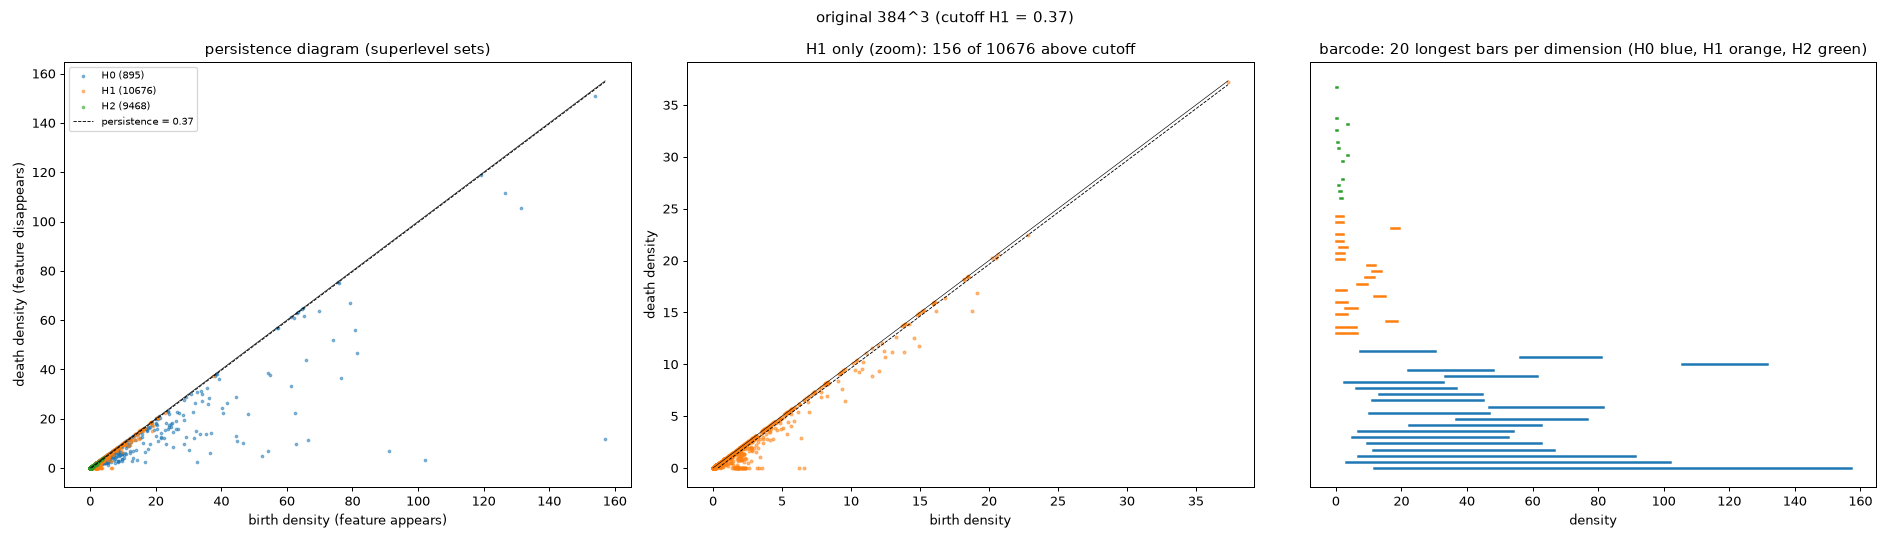 original 384^3 (cutoff H1 = 0.37)
persistence diagram (superlevel sets)
H0 (895)
H1 (10676)
H2 (9468)
persistence = 0.37
death density (feature disappears)
160
140
120
100
80
60
40
20
0
0 20 40 60 80 100 120 140 160
birth density (feature appears)
H1 only (zoom): 156 of 10676 above cutoff
death density
35
30
25
20
15
10
5
0
0 5 10 15 20 25 30 35
birth density
barcode: 20 longest bars per dimension (H0 blue, H1 orange, H2 green)
0 20 40 60 80 100 120 140 160
density